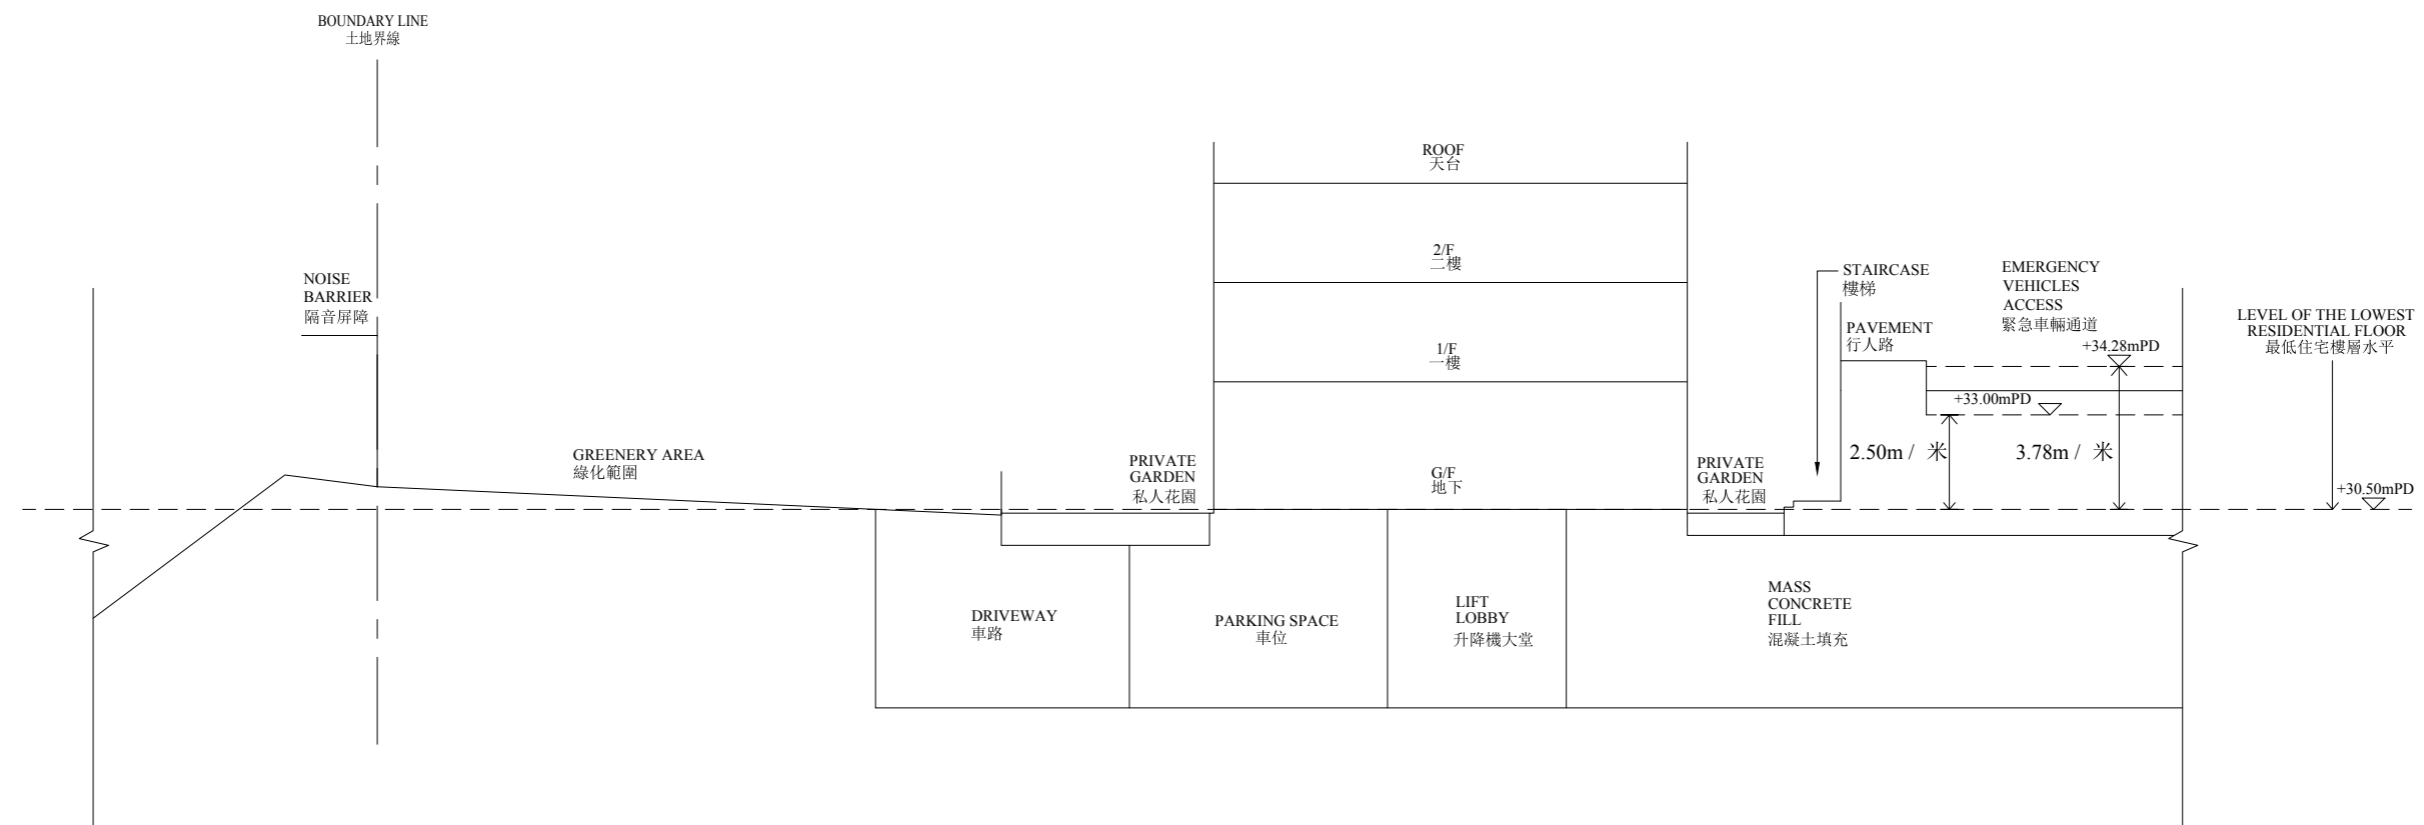 BOUNDARY LINE
土地界線
ROOF
天台
2/F
二樓
1/F
一樓
G/F
地下
NOISE
BARRIER
隔音屏障
GREENERY AREA
綠化範圍
PRIVATE
GARDEN
私人花園
PRIVATE
GARDEN
私人花園
STAIRCASE
樓梯
PAVEMENT
行人路
EMERGENCY
VEHICLES
ACCESS
緊急車輛通道
+34.28mPD
+33.00mPD
2.50m / 米
3.78m / 米
LEVEL OF THE LOWEST
RESIDENTIAL FLOOR
最低住宅樓層水平
+30.50mPD
DRIVEWAY
車路
PARKING SPACE
車位
LIFT
LOBBY
升降機大堂
MASS
CONCRETE
FILL
混凝土填充